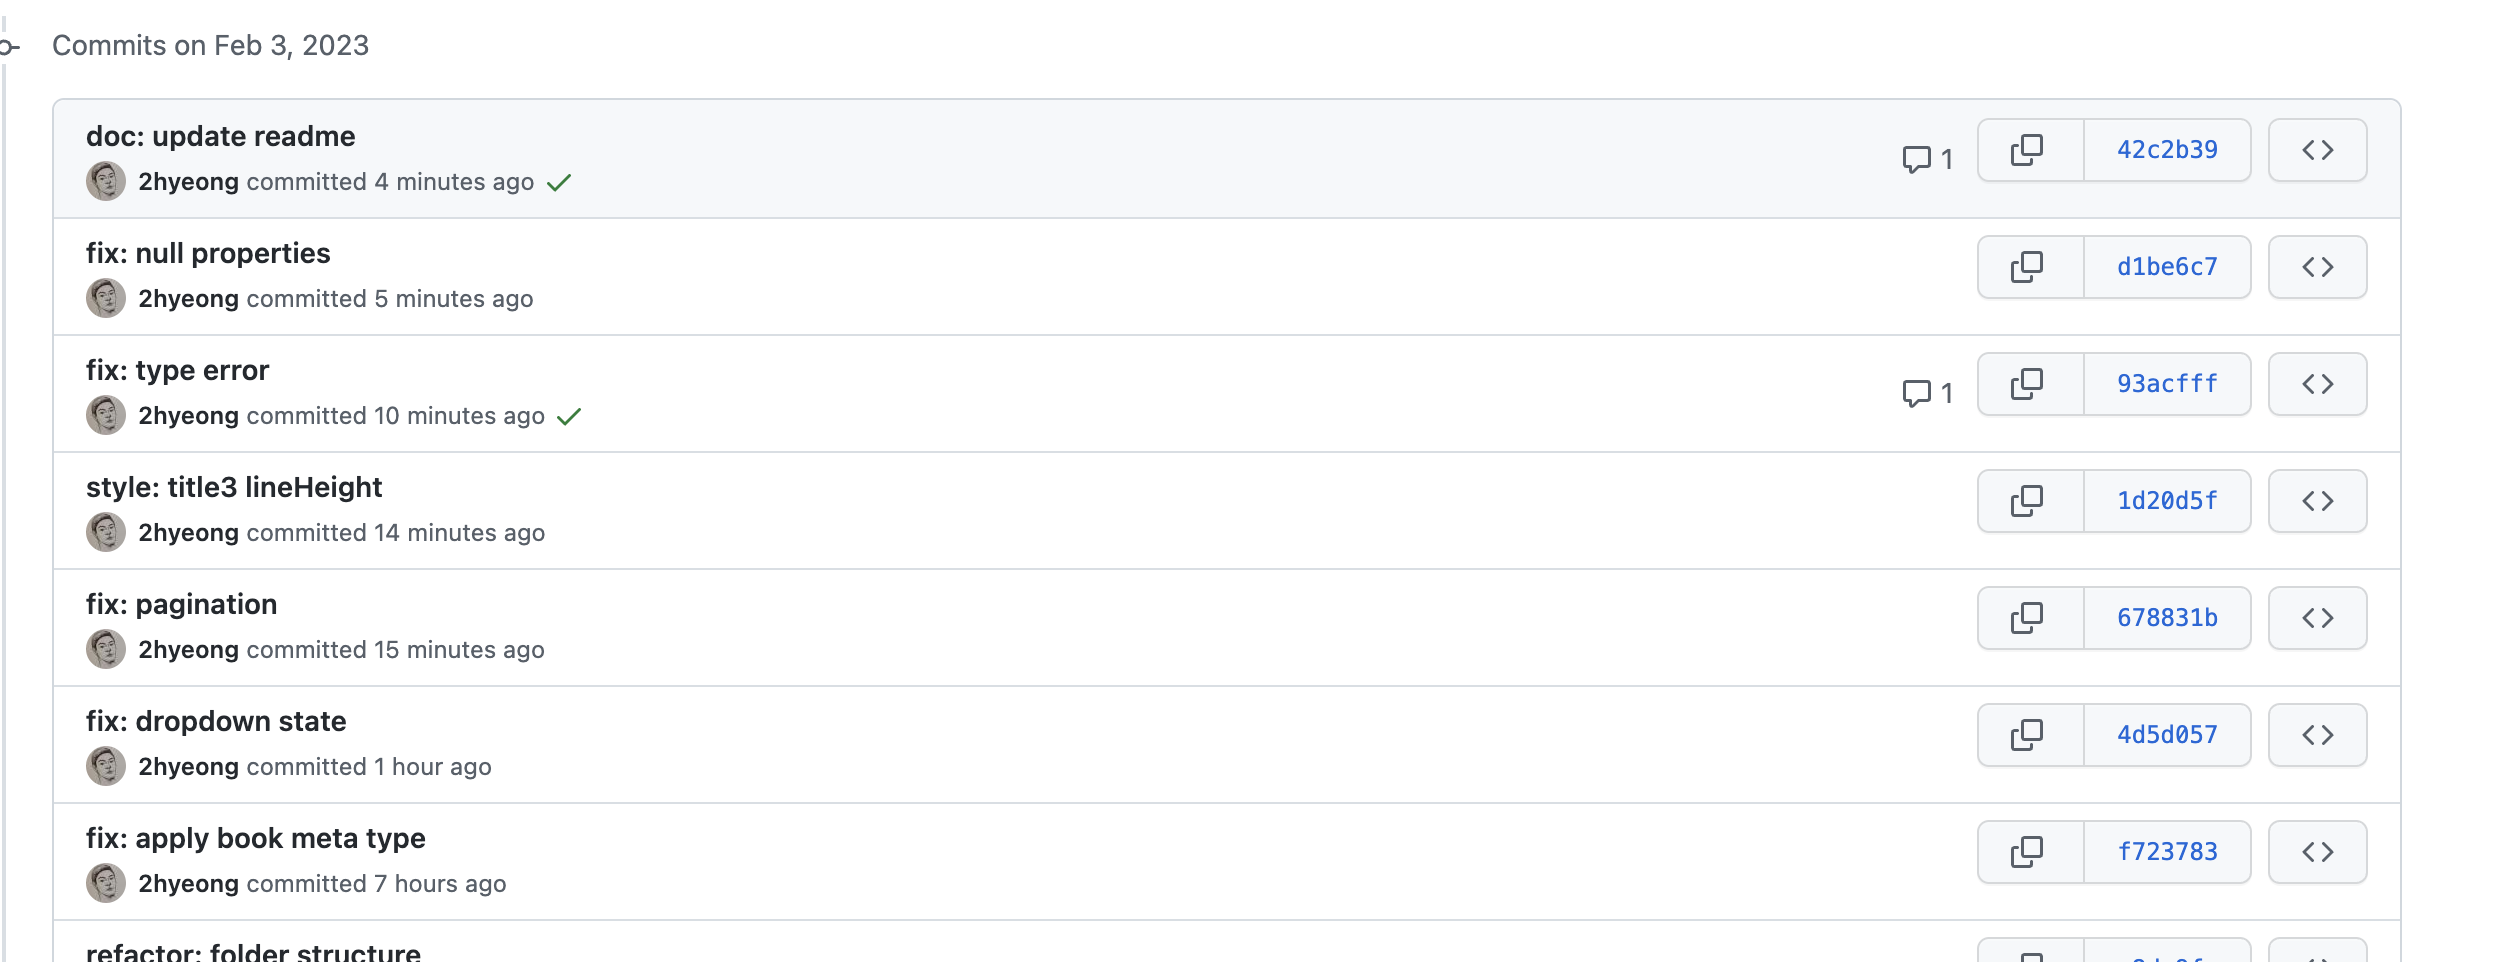 Commits on Feb 3, 2023
doc: update readme
2hyeong committed 4 minutes ago
1
42c2b39
fix: null properties
2hyeong committed 5 minutes ago
d1be6c7
fix: type error
2hyeong committed 10 minutes ago
1
93acfff
style: title3 lineHeight
2hyeong committed 14 minutes ago
1d20d5f
fix: pagination
2hyeong committed 15 minutes ago
678831b
fix: dropdown state
2hyeong committed 1 hour ago
4d5d057
fix: apply book meta type
2hyeong committed 7 hours ago
f723783
refactor: folder structure